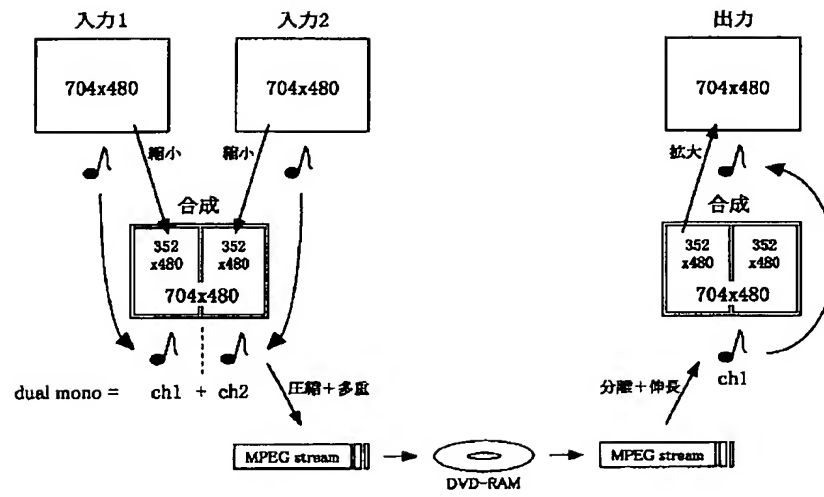 入力1 入力2 出力
704x480 704x480 704x480
縮小 縮小 拡大
合成 合成
352 352 352 352
x480 x480 x480 x480
704x480 704x480
dual mono = ch1 + ch2 圧縮+多重 分離+伸長 ch1
MPEG stream DVD-RAM MPEG stream